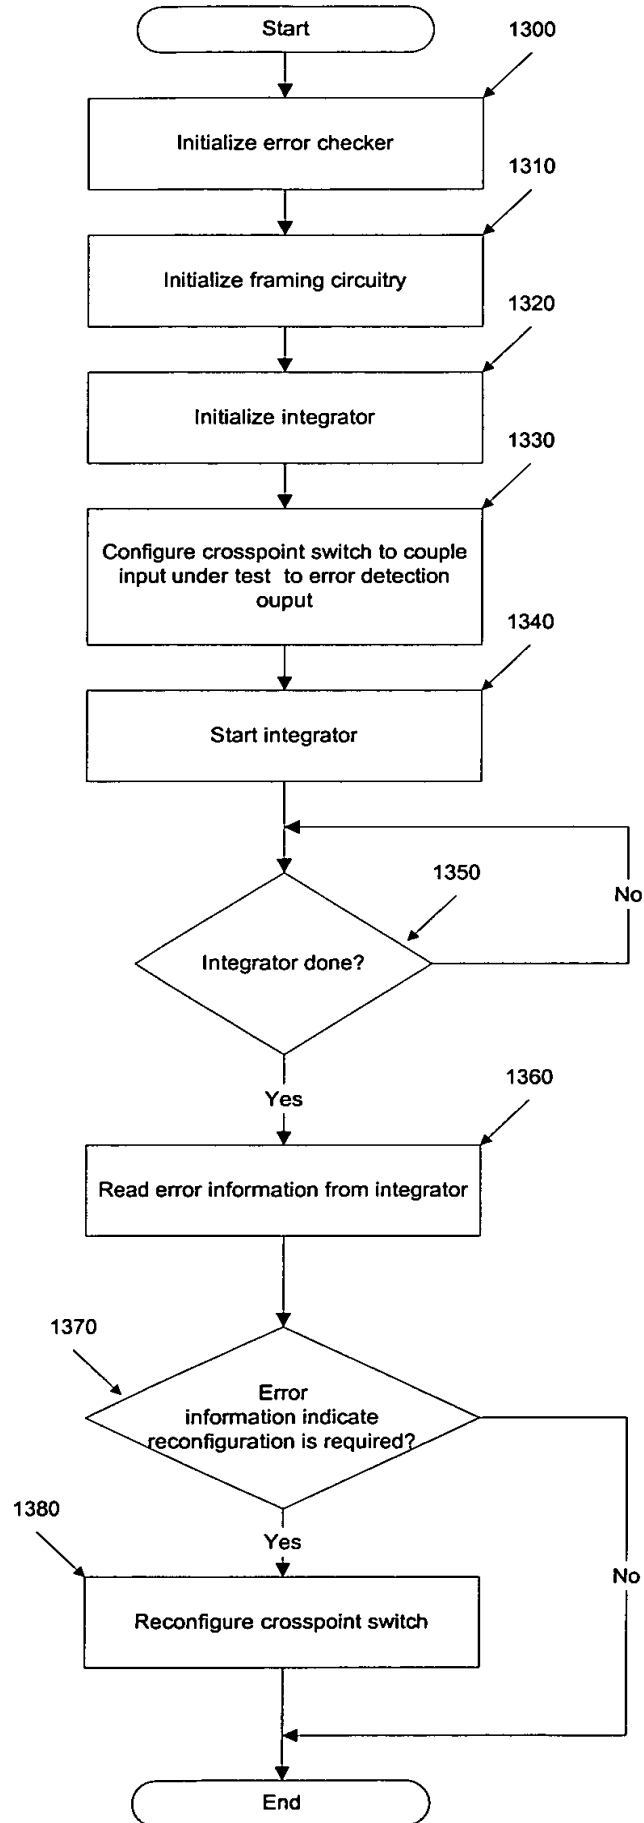 Start
1300
Initialize error checker
1310
Initialize framing circuitry
1320
Initialize integrator
1330
Configure crosspoint switch to couple
input under test to error detection
ouput
1340
Start integrator
1350
No
Integrator done?
Yes
1360
Read error information from integrator
1370
Error
information indicate
reconfiguration is required?
1380
Yes
No
Reconfigure crosspoint switch
End